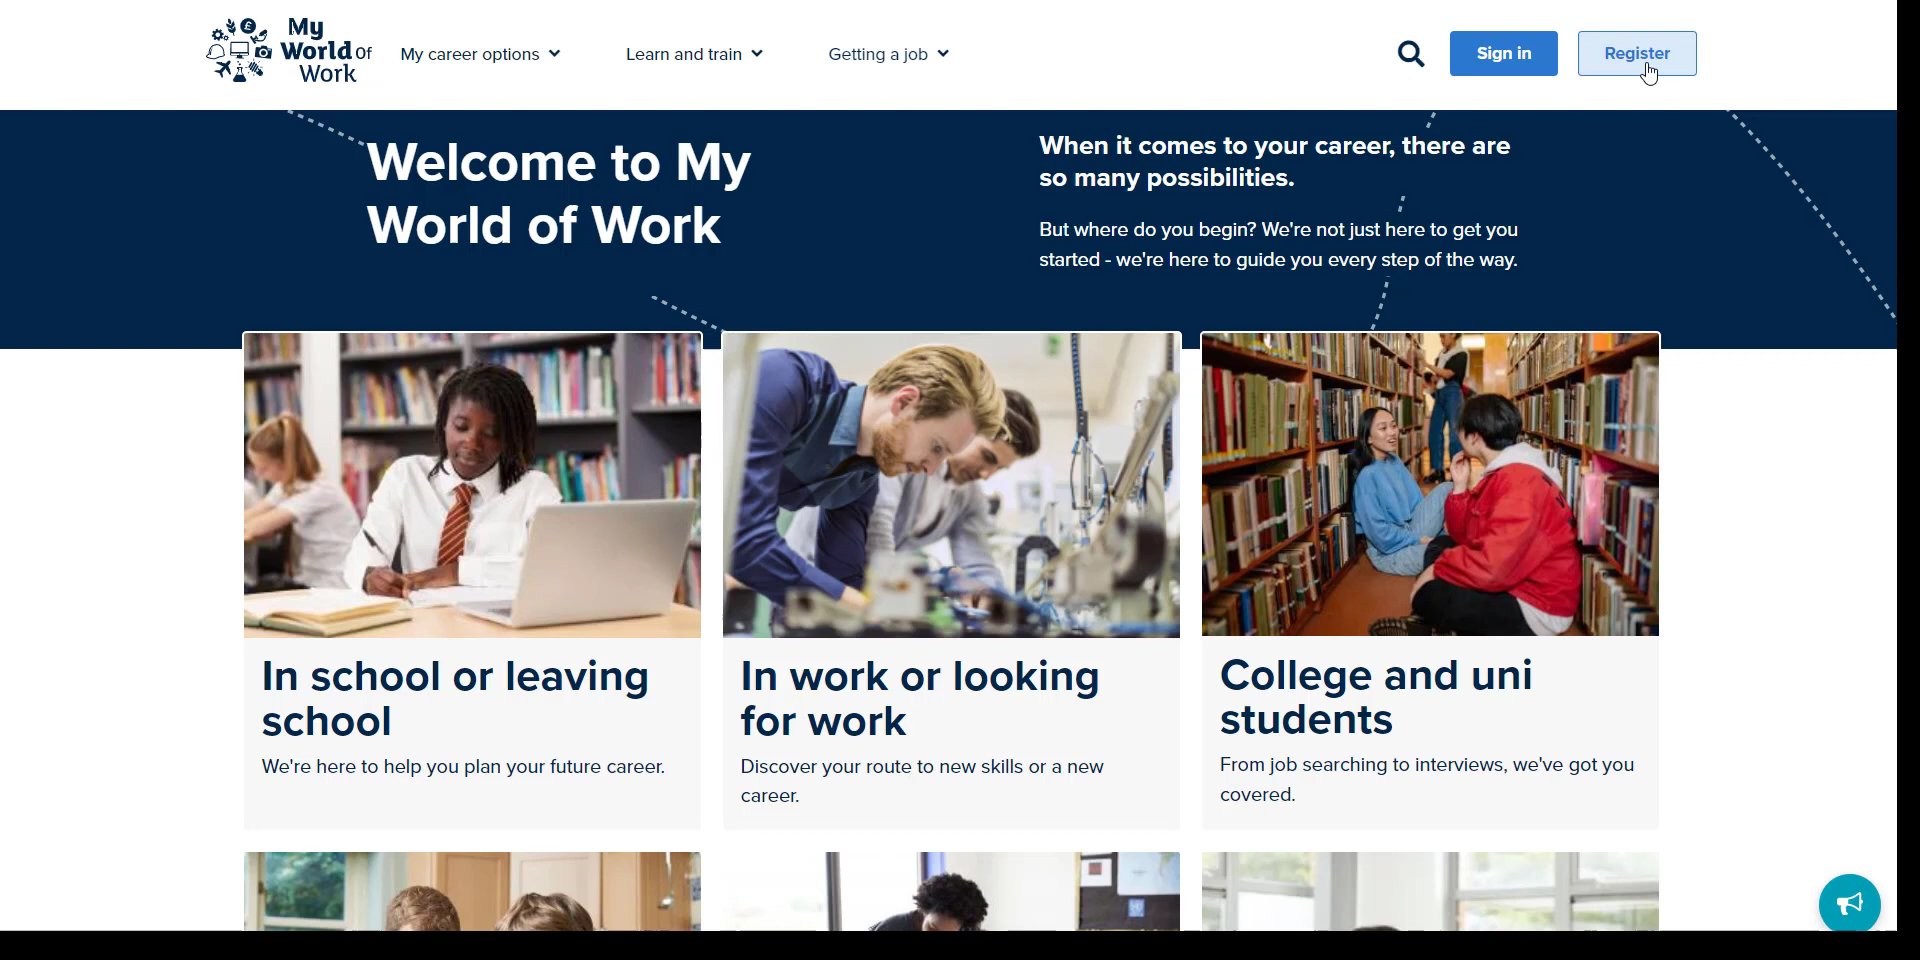 My
World Of
Work
My career options
Learn and train
Getting a job
Sign in
Register
Welcome to My
World of Work
When it comes to your career, there are
so many possibilities.
But where do you begin? We're not just here to get you
started - we're here to guide you every step of the way.
In school or leaving
school
We're here to help you plan your future career.
In work or looking
for work
Discover your route to new skills or a new
career.
College and uni
students
From job searching to interviews, we've got you
covered.